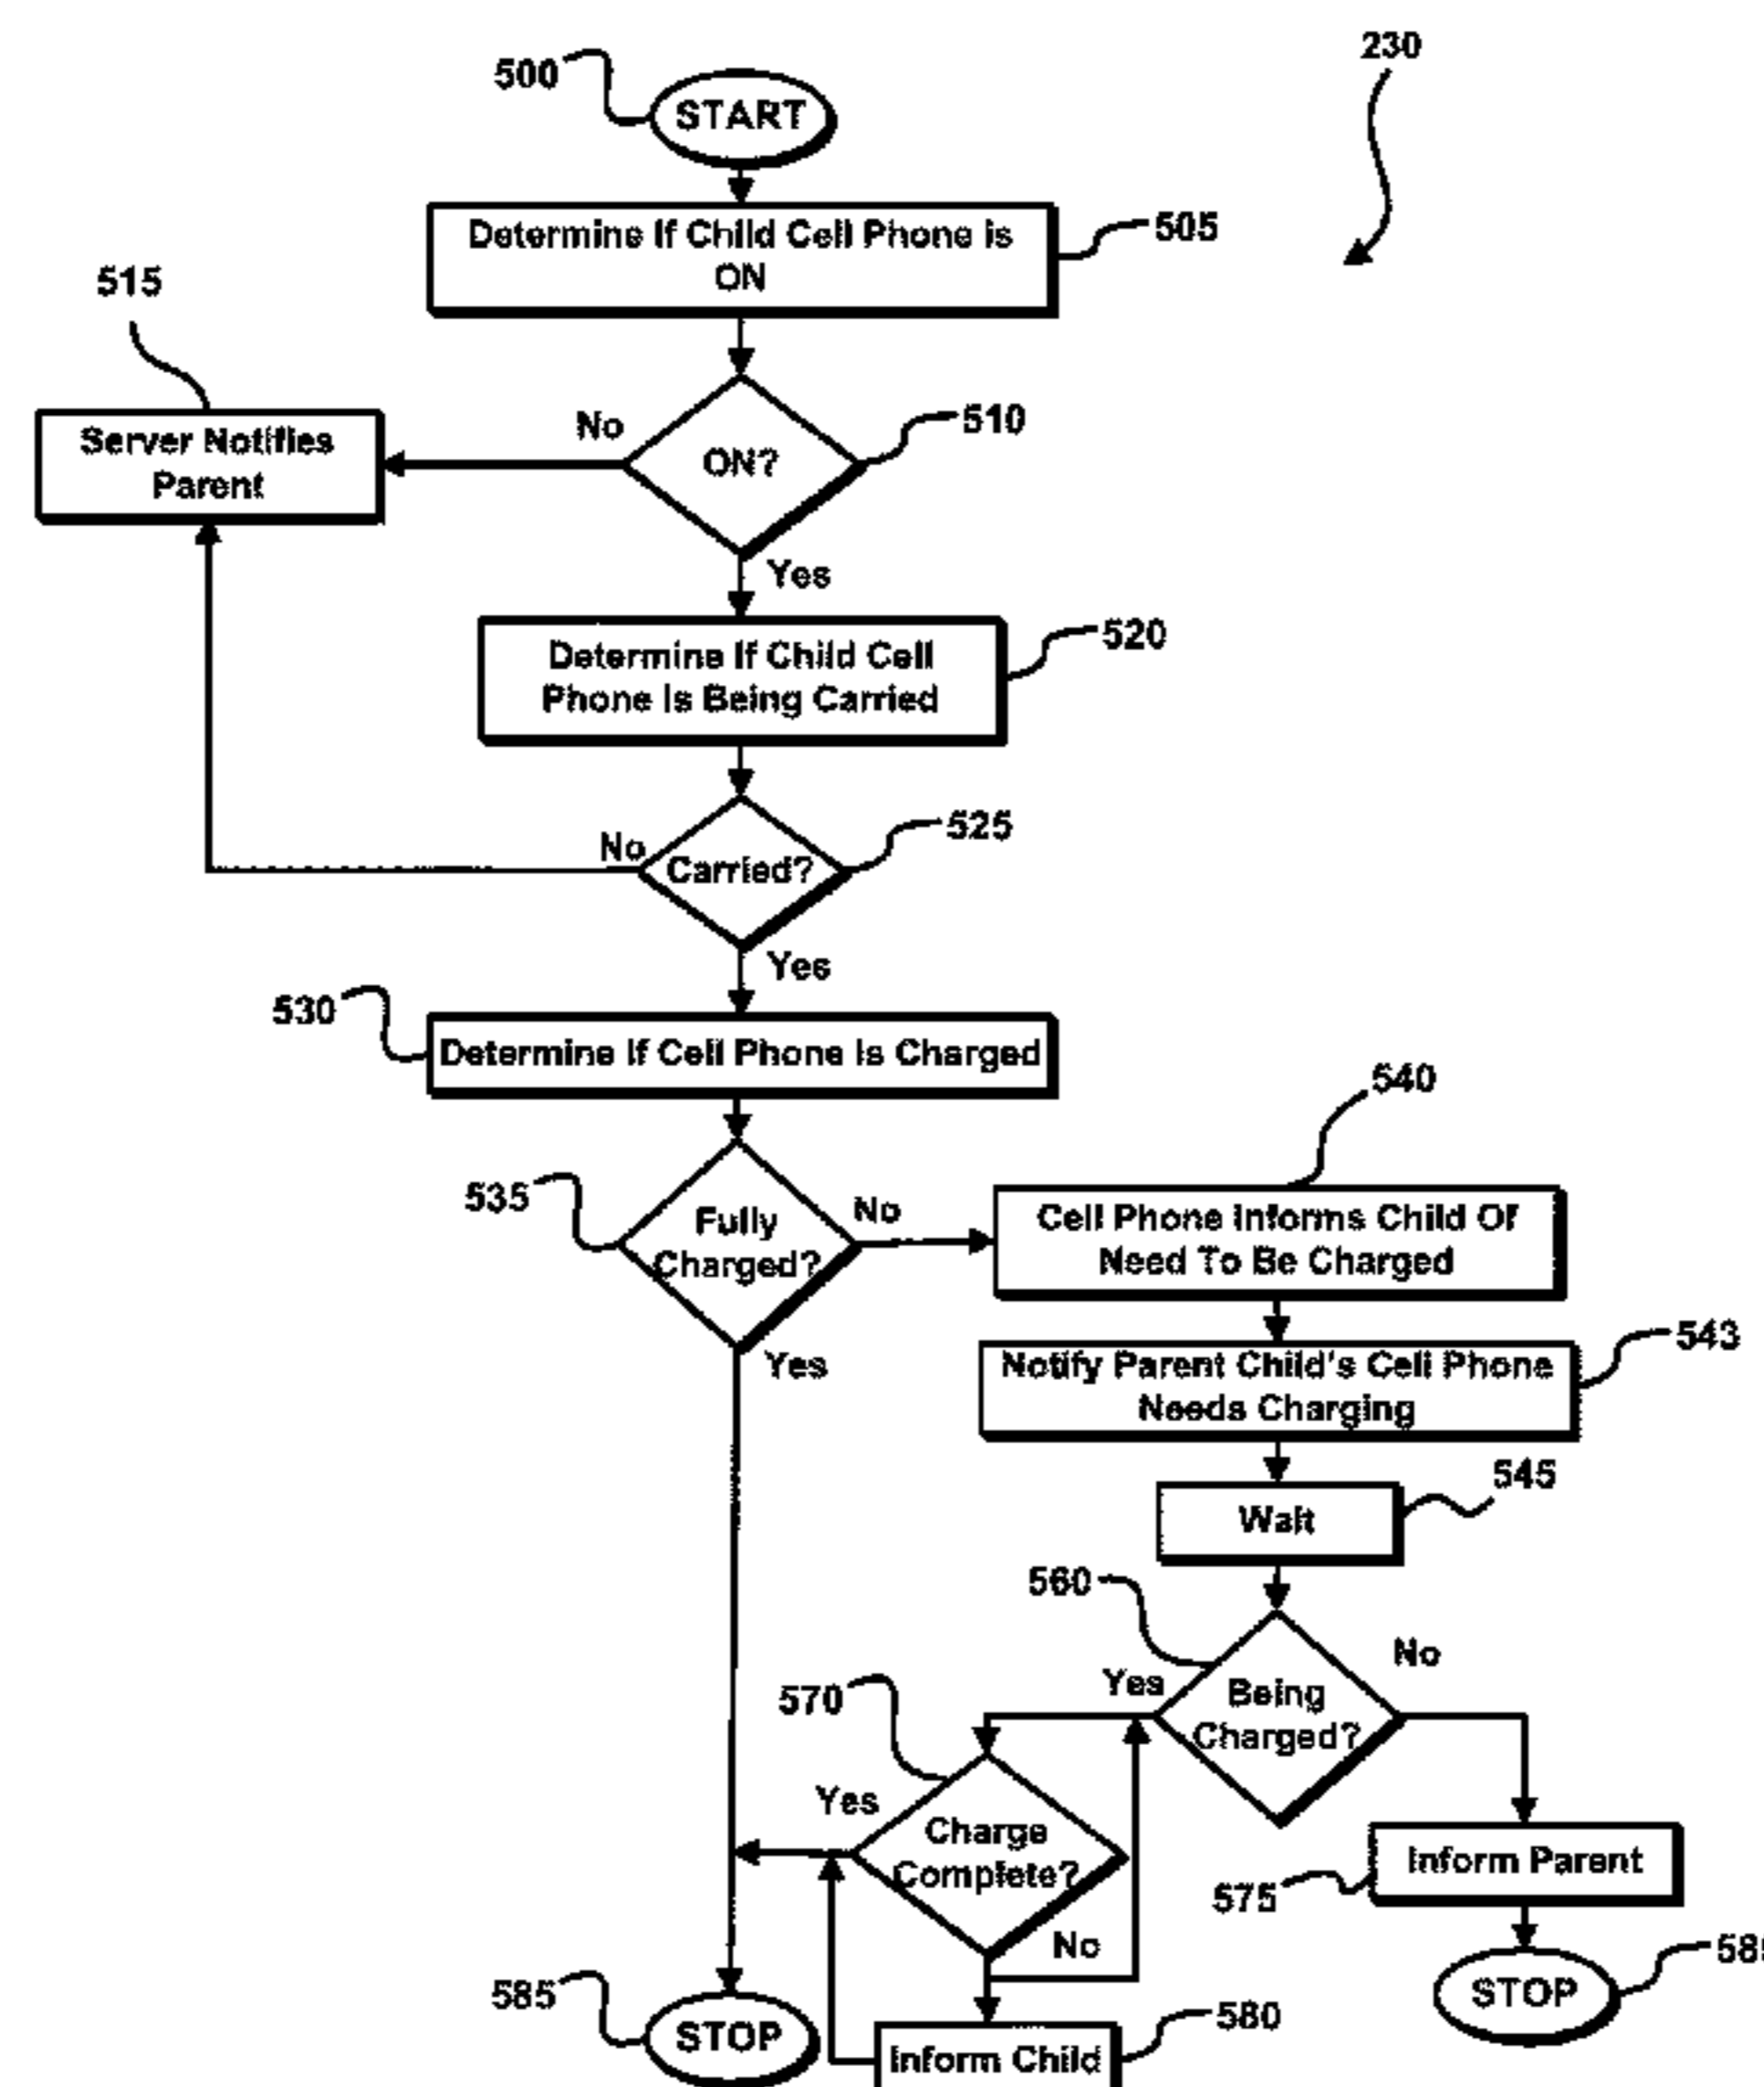 230
500
START
Determine If Child Cell Phone is
ON
505
515
Server Notifies
Parent
No
ON?
510
Yes
Determine If Child Cell
Phone Is Being Carried
520
No
Carried?
525
Yes
530
Determine If Cell Phone Is Charged
540
535
Fully
Charged?
No
Cell Phone Informs Child Of
Need To Be Charged
Yes
Notify Parent Child's Cell Phone
Needs Charging
543
Wait
545
560
Being
Charged?
No
Yes
570
Yes
Charge
Complete?
No
Inform Parent
575
STOP
585
STOP
580
Inform Child